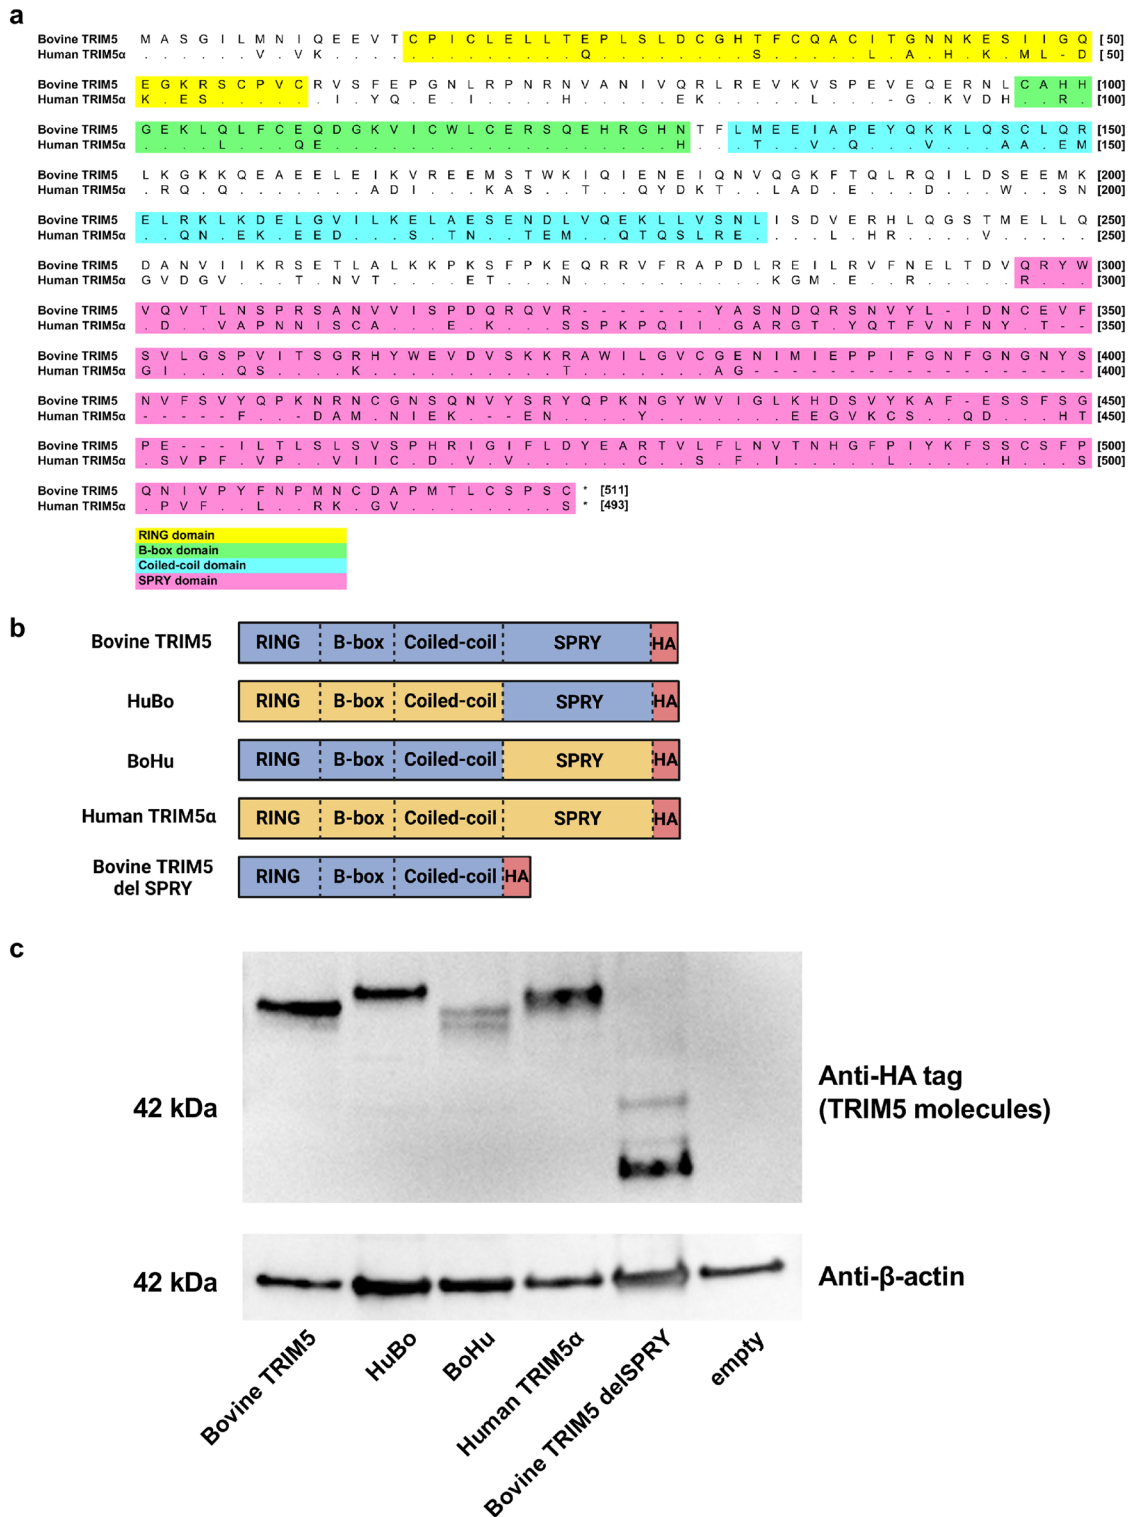 a
Bovine TRIM5 M A S G I L M N I Q E E V T C P I C L E L L T E P L S L D C G H T F C Q A C I T G N N K E S I I G Q [ 50]
Human TRIM5α . . . . . . V . V K . . . . . . . . . . . . . Q . . . . . . . . S . . . . . L . A . H . K . M L - D [ 50]
Bovine TRIM5 E G K R S C P V C R V S F E P G N L R P N R N V A N I V Q R L R E V K V S P E V E Q E R N L C A H H [100]
Human TRIM5α K . E S . . . . . . I . Y Q . E . I . . . . H . . . . . E K . . . . . . L . . . . G . K V D H . . R . [100]
Bovine TRIM5 G E K L Q L F C E Q D G K V I C W L C E R S Q E H R G H N T F L M E E I A P E Y Q K K L Q S C L Q R [150]
Human TRIM5α . . . . L . . . Q E . . . . . . . . . . . . . . . . . . H . . . T . . V . Q . . . V . . . A A . E M [150]
Bovine TRIM5 L K G K K Q E A E E L E I K V R E E M S T W K I Q I E N E I Q N V Q G K F T Q L R Q I L D S E E M K [200]
Human TRIM5α . R Q . Q . . . . . . . A D I . . . K A S . . T . . Q Y D K T . . L A D . E . . . D . . . W . . S N [200]
Bovine TRIM5 E L R K L K D E L G V I L K E L A E S E N D L V Q E K L L V S N L I S D V E R H L Q G S T M E L L Q [250]
Human TRIM5α . . Q N . E K . E E D . . . S . T N . . T E M . . Q T Q S L R E . . . . L . H R . . . . V . . . . . [250]
Bovine TRIM5 D A N V I I K R S E T L A L K K P K S F P K E Q R R V F R A P D L R E I L R V F N E L T D V Q R Y W [300]
Human TRIM5α G V D G V . . . T . N V T . . . . E T . . . N . . . . . . . . . . K G M . E . . R . . . . . R . . . [300]
Bovine TRIM5 V Q V T L N S P R S A N V V I S P D Q R Q V R - - - - - - - Y A S N D Q R S N V Y L - I D N C E V F [350]
Human TRIM5α . D . . V A P N N I S C A . . . E . K . . . S S P K P Q I I . G A R G T . Y Q T F V N F N Y . T - - [350]
Bovine TRIM5 S V L G S P V I T S G R H Y W E V D V S K K R A W I L G V C G E N I M I E P P I F G N F G N G N Y S [400]
Human TRIM5α G I . . . Q S . . . . K . . . . . . . . . . T . . . . . . . A G - - - - - - - - - - - - - - - - - - [400]
Bovine TRIM5 N V F S V Y Q P K N R N C G N S Q N V Y S R Y Q P K N G Y W V I G L K H D S V Y K A F - E S S F S G [450]
Human TRIM5α - - - - - F . . . D A M . N I E K . - - E N . . . . Y . . . . . . . E E G V K C S . . Q D . . . H T [450]
Bovine TRIM5 P E - - - I L T L S L S V S P H R I G I F L D Y E A R T V L F L N V T N H G F P I Y K F S S C S F P [500]
Human TRIM5α . S V P F . V P . . V I I C . D . V . V . . . . . . C . . S . F . I . . . . . L . . . . . H . . . S [500]
Bovine TRIM5 Q N I V P Y F N P M N C D A P M T L C S P S C * [511]
Human TRIM5α . P V F . . L . . R K . G V . . . . . . . . S * [493]
RING domain
B-box domain
Coiled-coil domain
SPRY domain
b
Bovine TRIM5 RING B-box Coiled-coil SPRY HA
HuBo RING B-box Coiled-coil SPRY HA
BoHu RING B-box Coiled-coil SPRY HA
Human TRIM5α RING B-box Coiled-coil SPRY HA
Bovine TRIM5
del SPRY
RING B-box Coiled-coil HA
c
42 kDa
Anti-HA tag
(TRIM5 molecules)
42 kDa
Anti-β-actin
Bovine TRIM5
HuBo
BoHu
Human TRIM5α
Bovine TRIM5 delSPRY
empty